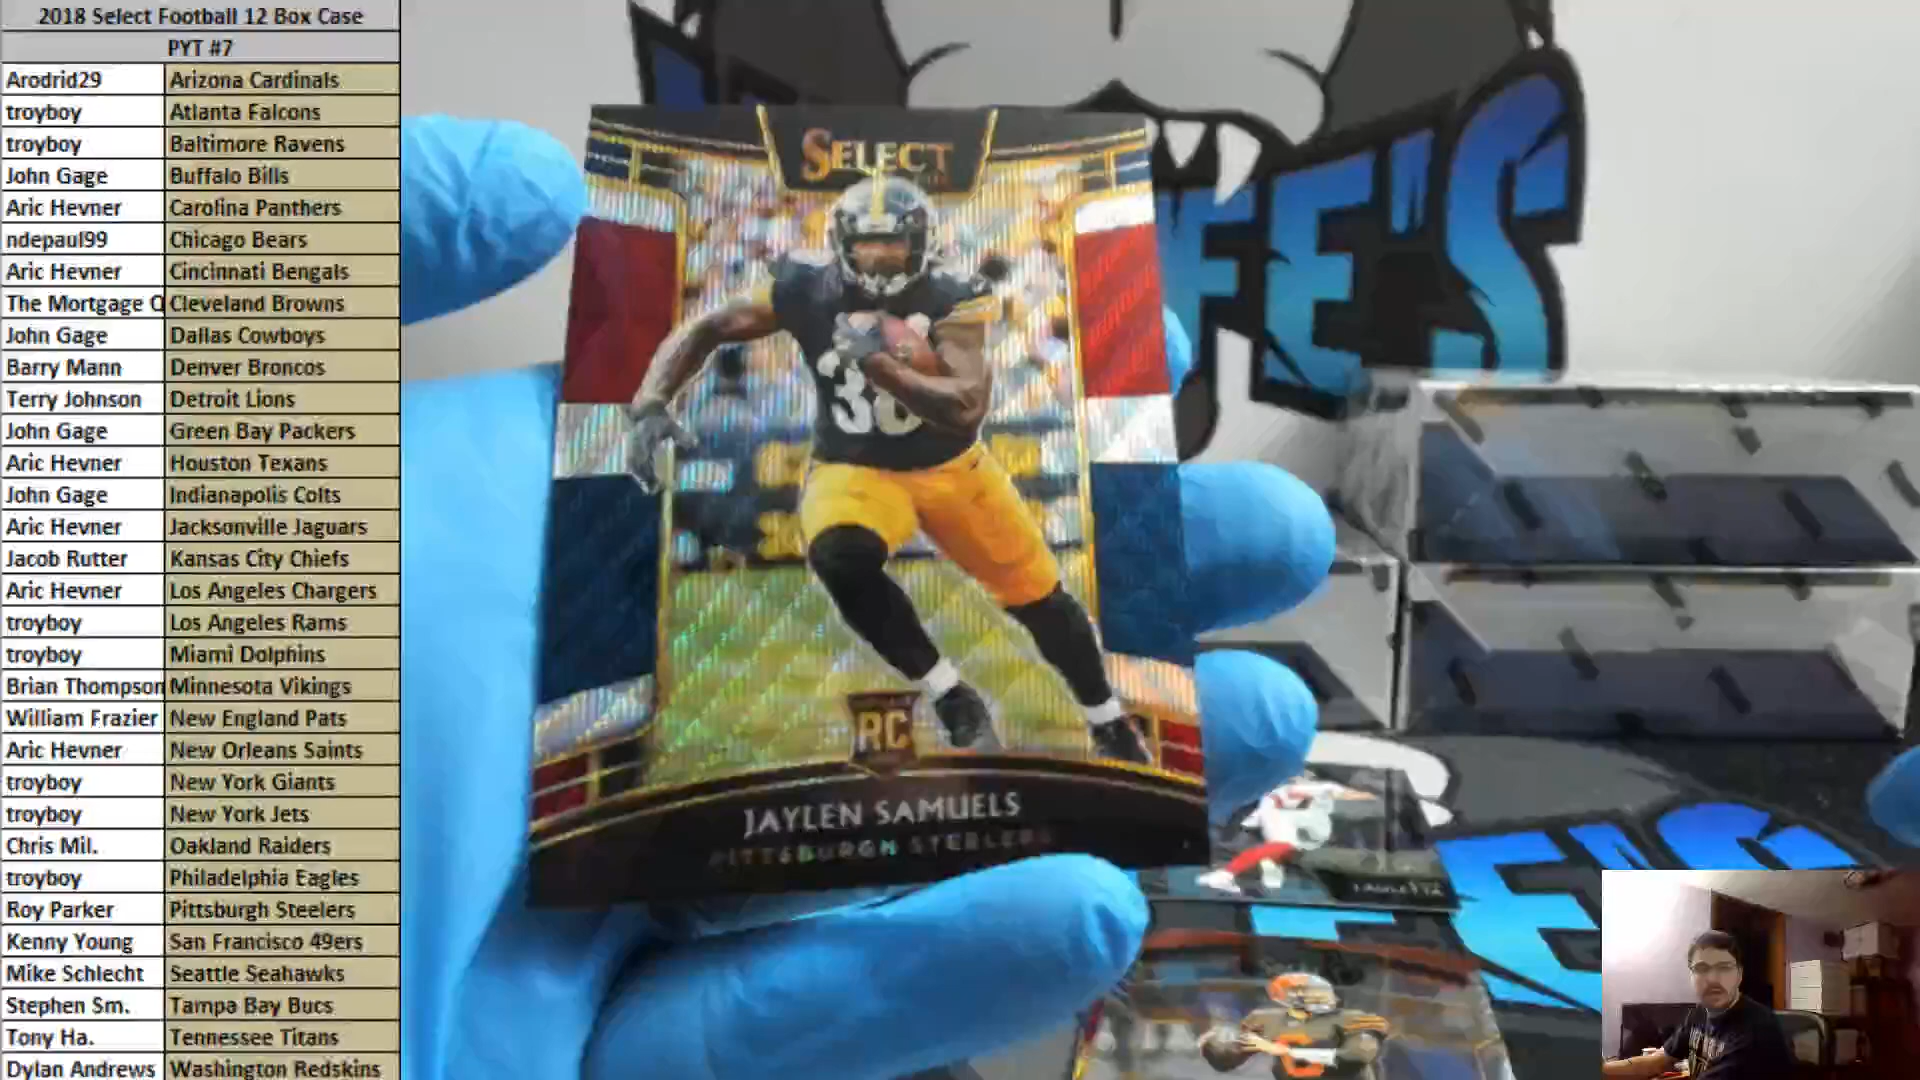 2018 Select Football 12 Box Case
PYT #7
Arodrid29 Arizona Cardinals
troyboy Atlanta Falcons
troyboy Baltimore Ravens
John Gage Buffalo Bills
Aric Hevner Carolina Panthers
ndepaul99 Chicago Bears
Aric Hevner Cincinnati Bengals
The Mortgage Cleveland Browns
John Gage Dallas Cowboys
Barry Mann Denver Broncos
Terry Johnson Detroit Lions
John Gage Green Bay Packers
Aric Hevner Houston Texans
John Gage Indianapolis Colts
Aric Hevner Jacksonville Jaguars
Jacob Rutter Kansas City Chiefs
Aric Hevner Los Angeles Chargers
troyboy Los Angeles Rams
troyboy Miami Dolphins
Brian Thompson Minnesota Vikings
William Frazier New England Pats
Aric Hevner New Orleans Saints
troyboy New York Giants
troyboy New York Jets
Chris Mil. Oakland Raiders
troyboy Philadelphia Eagles
Roy Parker Pittsburgh Steelers
Kenny Young San Francisco 49ers
Mike Schlecht Seattle Seahawks
Stephen Sm. Tampa Bay Bucs
Tony Ha. Tennessee Titans
Dylan Andrews Washington Redskins
SELECT
38
RC
JAYLEN SAMUELS
PITTSBURGH STEELERS
FE'S